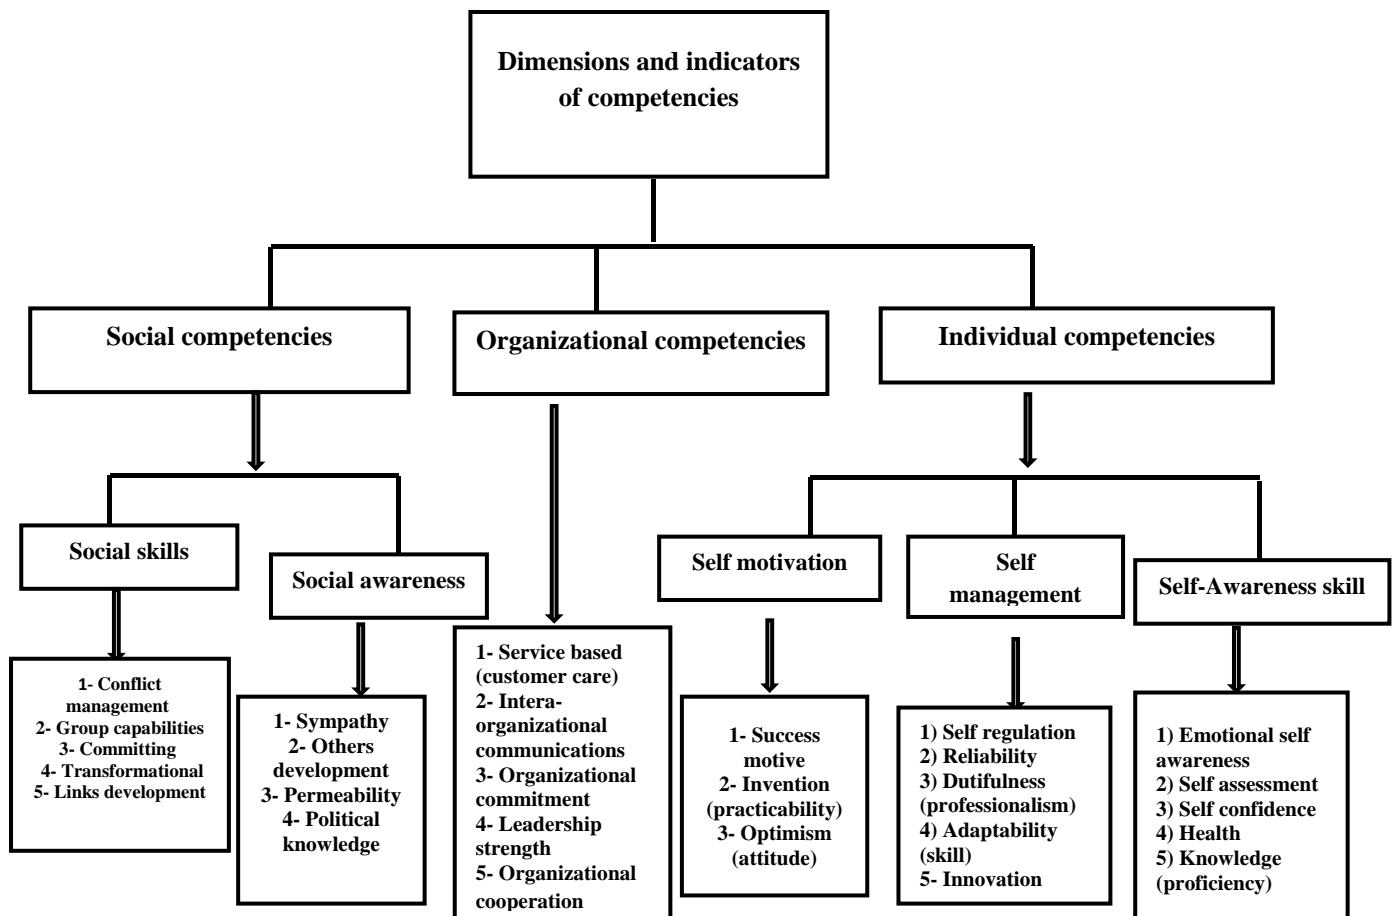 Dimensions and indicators
of competencies
Social competencies
Organizational competencies
Individual competencies
Social skills
Social awareness
Self motivation
Self
management
Self-Awareness skill
1- Conflict
management
2- Group capabilities
3- Committing
4- Transformational
5- Links development
1- Sympathy
2- Others
development
3- Permeability
4- Political
knowledge
1- Service based
(customer care)
2- Intera-
organizational
communications
3- Organizational
commitment
4- Leadership
strength
5- Organizational
cooperation
1- Success
motive
2- Invention
(practicability)
3- Optimism
(attitude)
1) Self regulation
2) Reliability
3) Dutifulness
(professionalism)
4) Adaptability
(skill)
5- Innovation
1) Emotional self
awareness
2) Self assessment
3) Self confidence
4) Health
5) Knowledge
(proficiency)